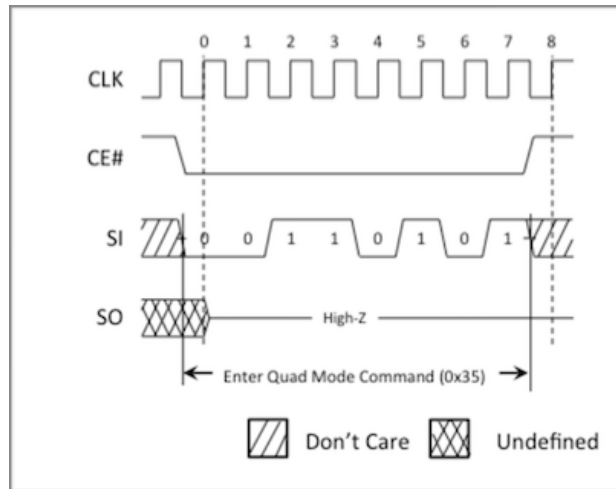 0 1 2 3 4 5 6 7 8
CLK
CE#
SI 0 0 1 1 0 1 0 1
SO High-Z
Enter Quad Mode Command (0x35)
Don't Care Undefined